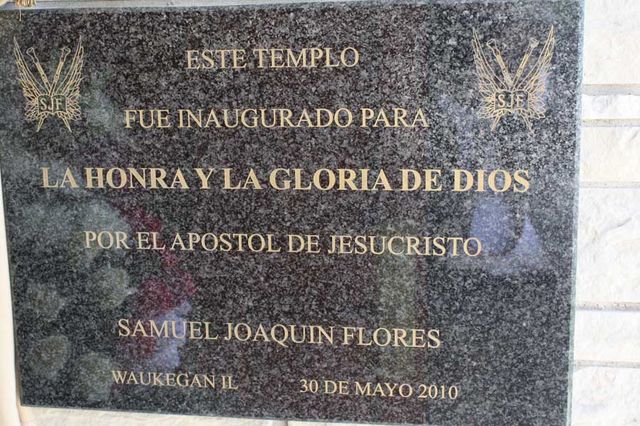 SJF SJF
ESTE TEMPLO
FUE INAUGURADO PARA
LA HONRA Y LA GLORIA DE DIOS
POR EL APOSTOL DE JESUCRISTO
SAMUEL JOAQUIN FLORES
WAUKEGAN IL 30 DE MAYO 2010